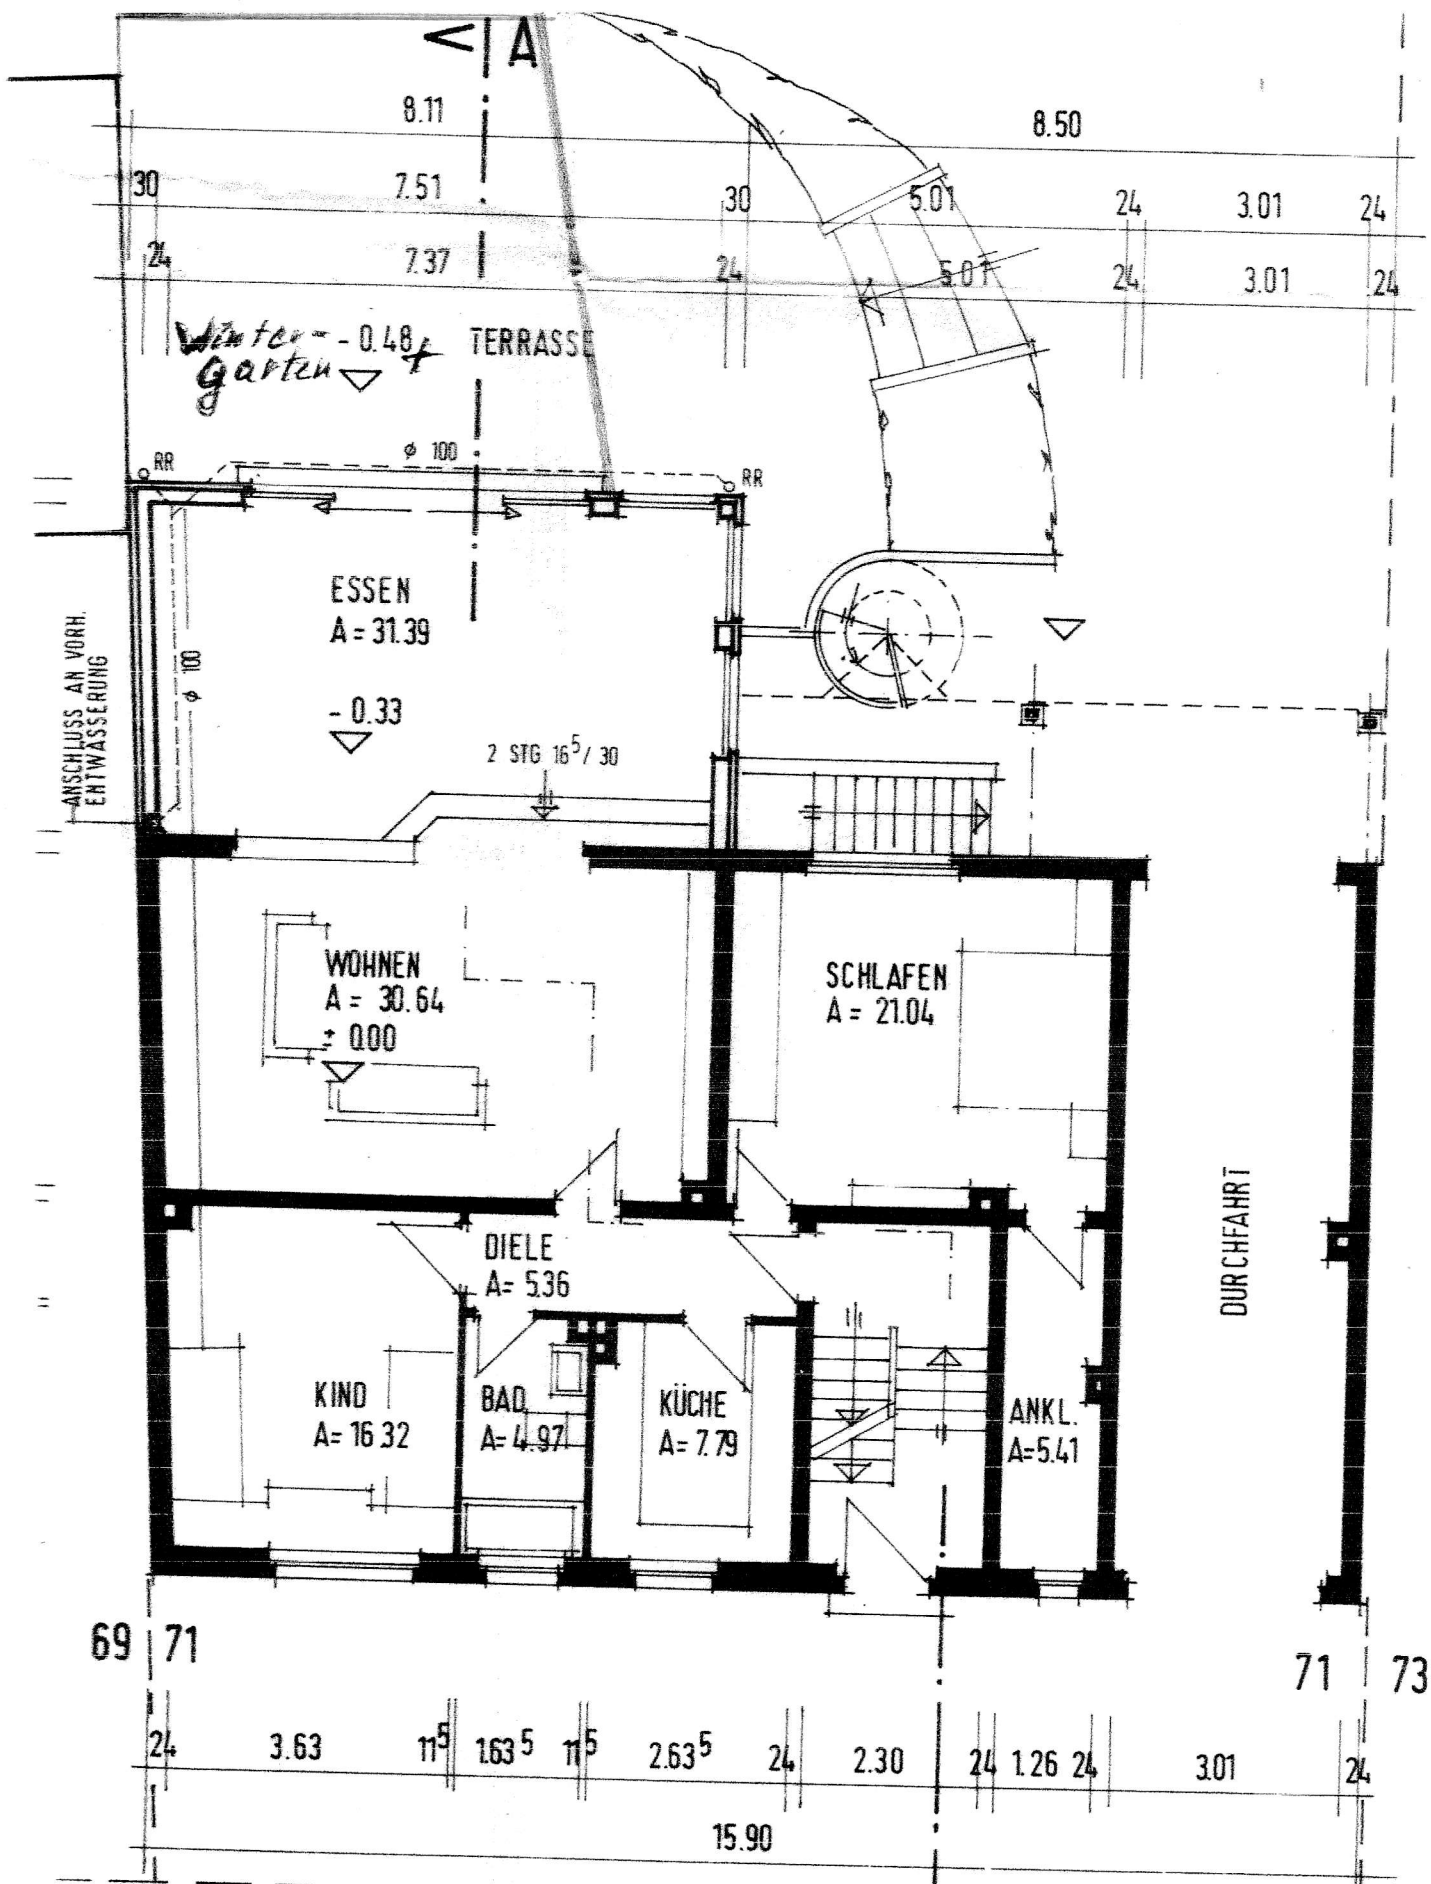 < A
8.11 8.50
30 7.51 30 5.01 24 3.01 24
24 7.37 24 5.01 24 3.01 24
Winter- - 0.48 + TERRASSE
garten
RR ø 100 RR
ESSEN
A = 31.39
ANSCHLUSS AN VORH.
ENTWÄSSERUNG
ø 100
- 0.33
2 STG 16⁵/ 30
WOHNEN
A = 30.64
± 0.00
SCHLAFEN
A = 21.04
DURCHFAHRT
DIELE
A= 5.36
KIND
A= 16.32
BAD
A= 4.97
KÜCHE
A= 7.79
ANKL.
A=5.41
69 71
71 73
24 3.63 11⁵ 1.63⁵ 11⁵ 2.63⁵ 24 2.30 24 1.26 24 3.01 24
15.90